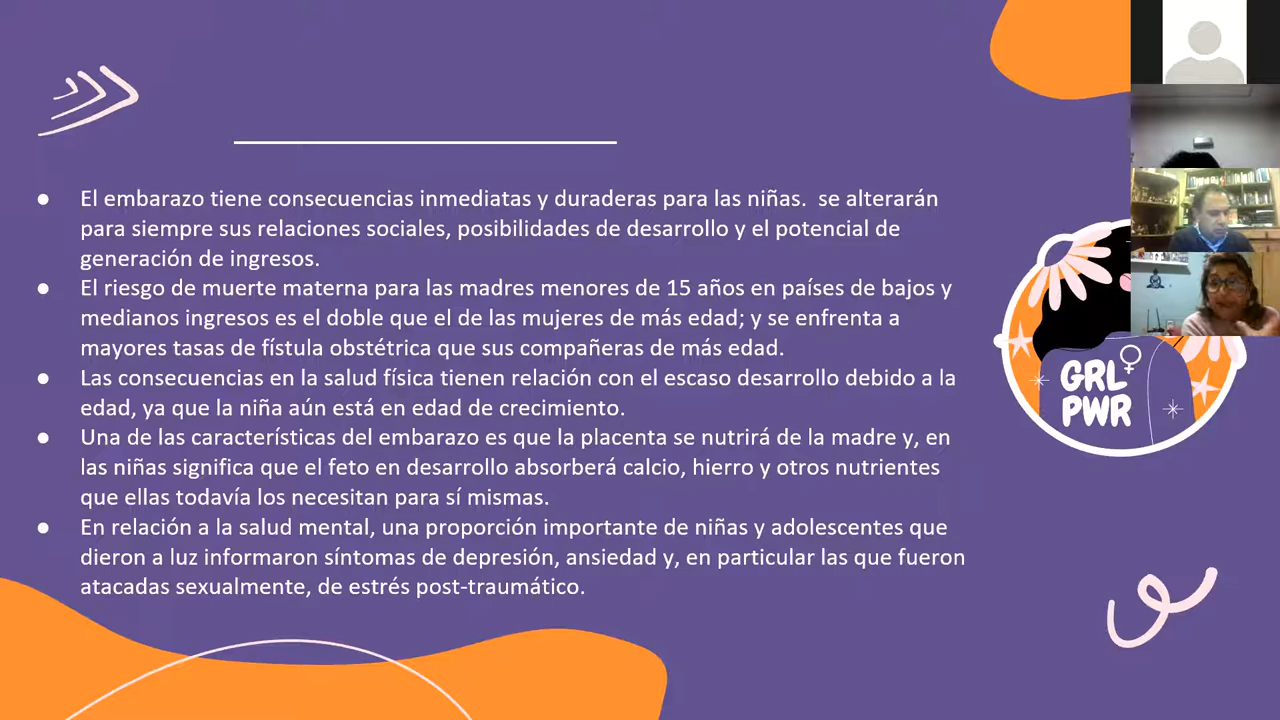 ● El embarazo tiene consecuencias inmediatas y duraderas para las niñas.  se alterarán
para siempre sus relaciones sociales, posibilidades de desarrollo y el potencial de
generación de ingresos.
● El riesgo de muerte materna para las madres menores de 15 años en países de bajos y
medianos ingresos es el doble que el de las mujeres de más edad; y se enfrenta a
mayores tasas de fístula obstétrica que sus compañeras de más edad.
● Las consecuencias en la salud física tienen relación con el escaso desarrollo debido a la
edad, ya que la niña aún está en edad de crecimiento.
● Una de las características del embarazo es que la placenta se nutrirá de la madre y, en
las niñas significa que el feto en desarrollo absorberá calcio, hierro y otros nutrientes
que ellas todavía los necesitan para sí mismas.
● En relación a la salud mental, una proporción importante de niñas y adolescentes que
dieron a luz informaron síntomas de depresión, ansiedad y, en particular las que fueron
atacadas sexualmente, de estrés post-traumático.
GRL
PWR